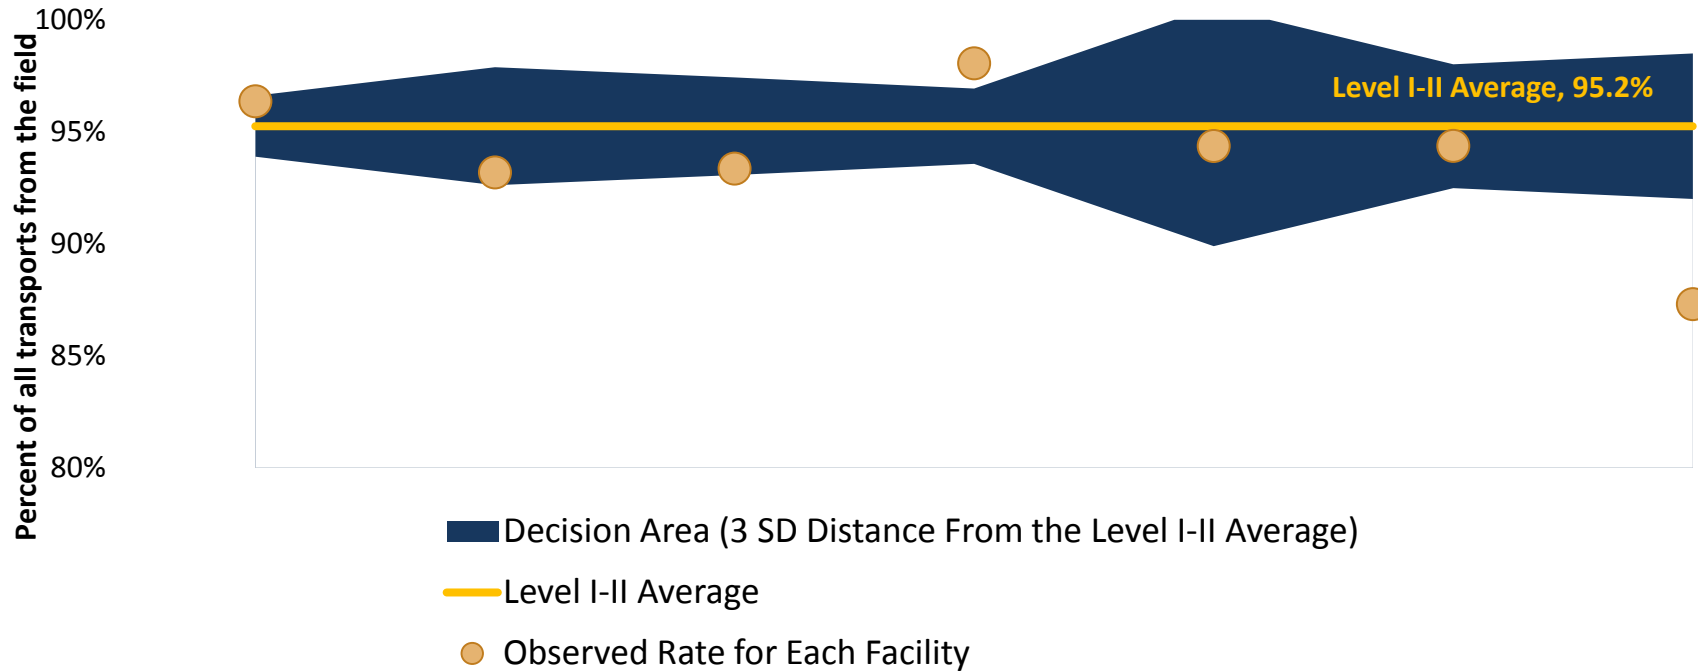 Percent of all transports from the field
100%
95%
90%
85%
80%
Level I-II Average, 95.2%
Decision Area (3 SD Distance From the Level I-II Average)
Level I-II Average
Observed Rate for Each Facility